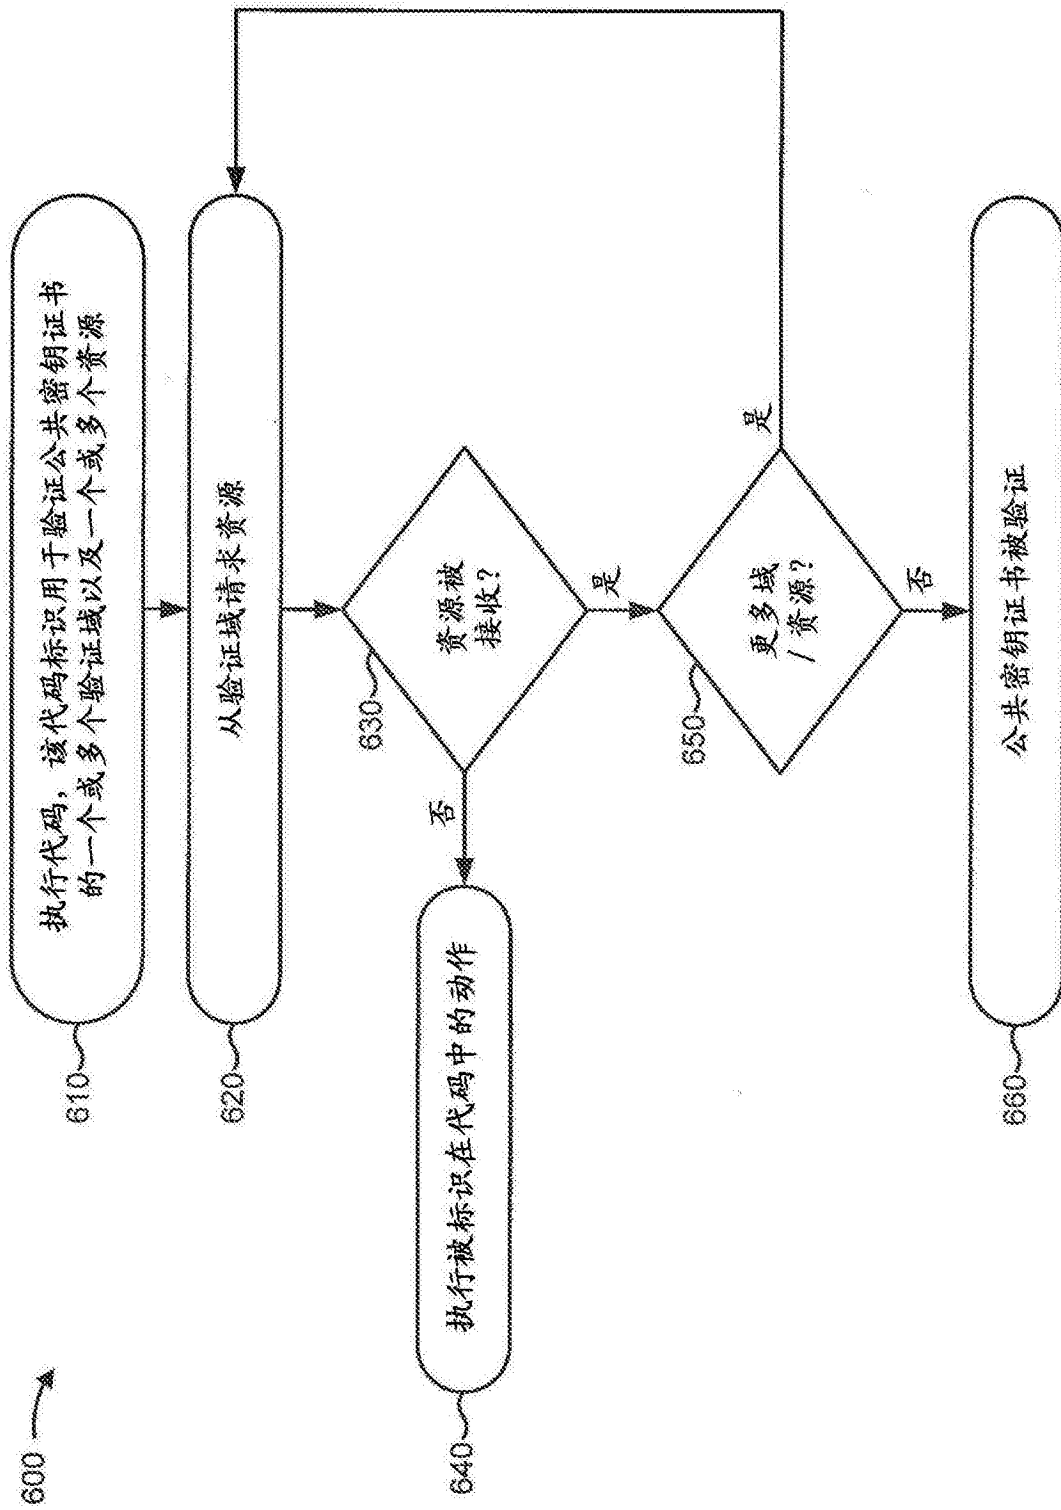 600
610
执行代码，该代码标识用于验证公共密钥证书
的一个或多个验证域以及一个或多个资源
620
从验证域请求资源
630
资源被
接收？
否
是
640
执行被标识在代码中的动作
650
更多域
/资源？
是
否
660
公共密钥证书被验证